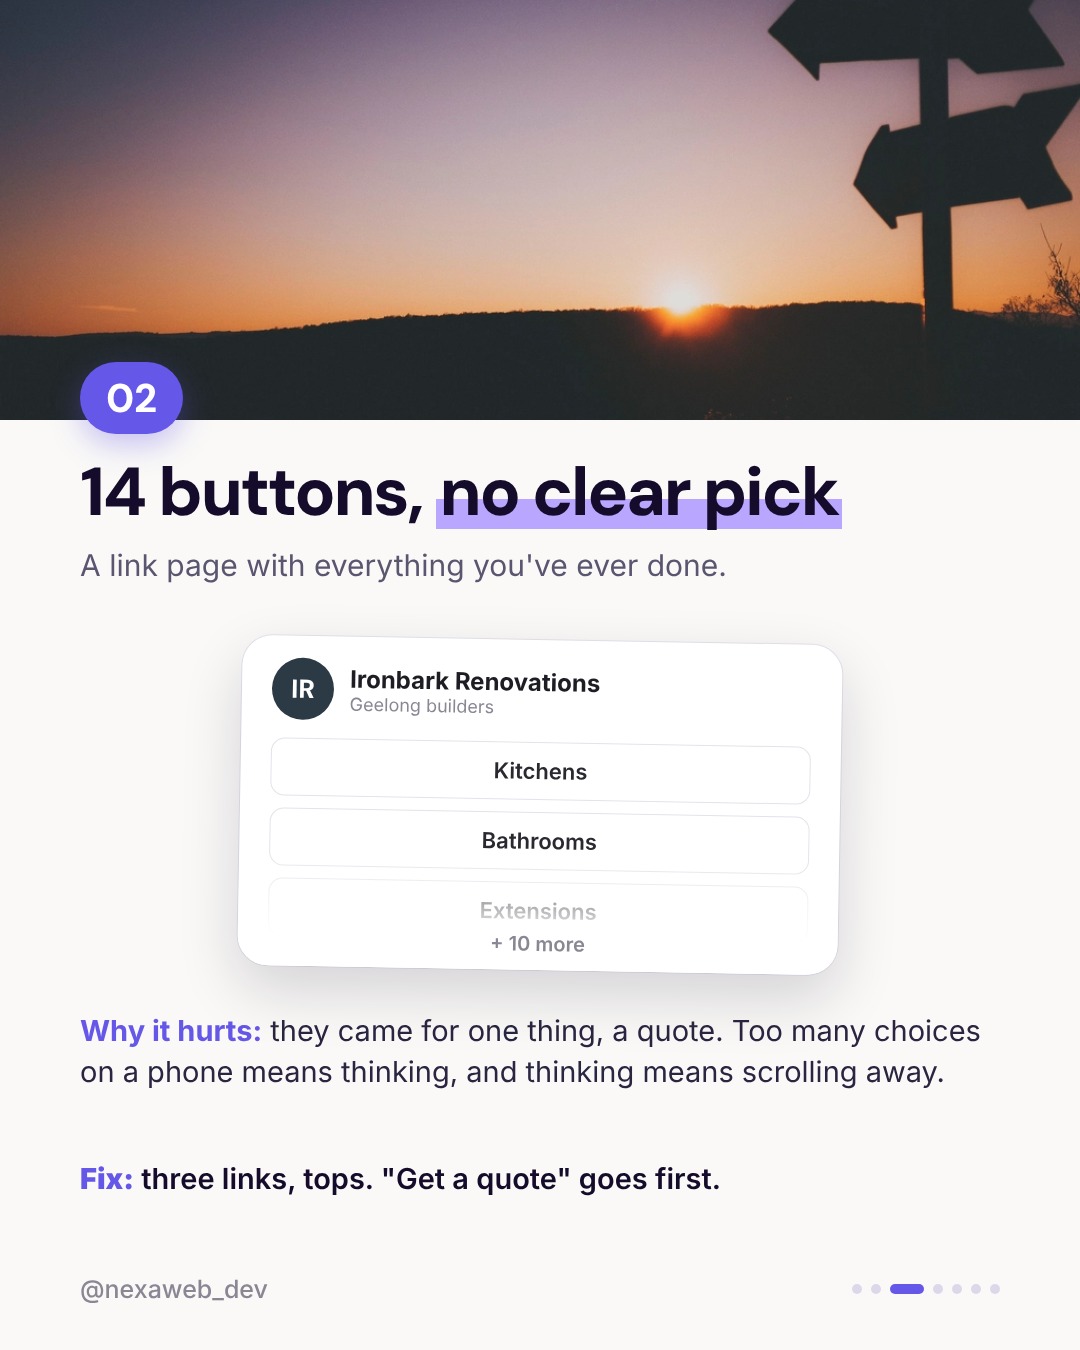 02
14 buttons, no clear pick
A link page with everything you've ever done.
IR
Ironbark Renovations
Geelong builders
Kitchens
Bathrooms
Extensions
+ 10 more
Why it hurts: they came for one thing, a quote. Too many choices
on a phone means thinking, and thinking means scrolling away.
Fix: three links, tops. "Get a quote" goes first.
@nexaweb_dev